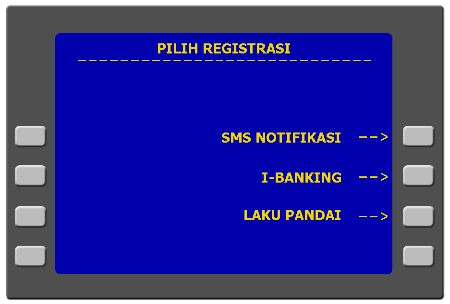 PILIH REGISTRASI
----------------------------
SMS NOTIFIKASI -->
I-BANKING -->
LAKU PANDAI -->